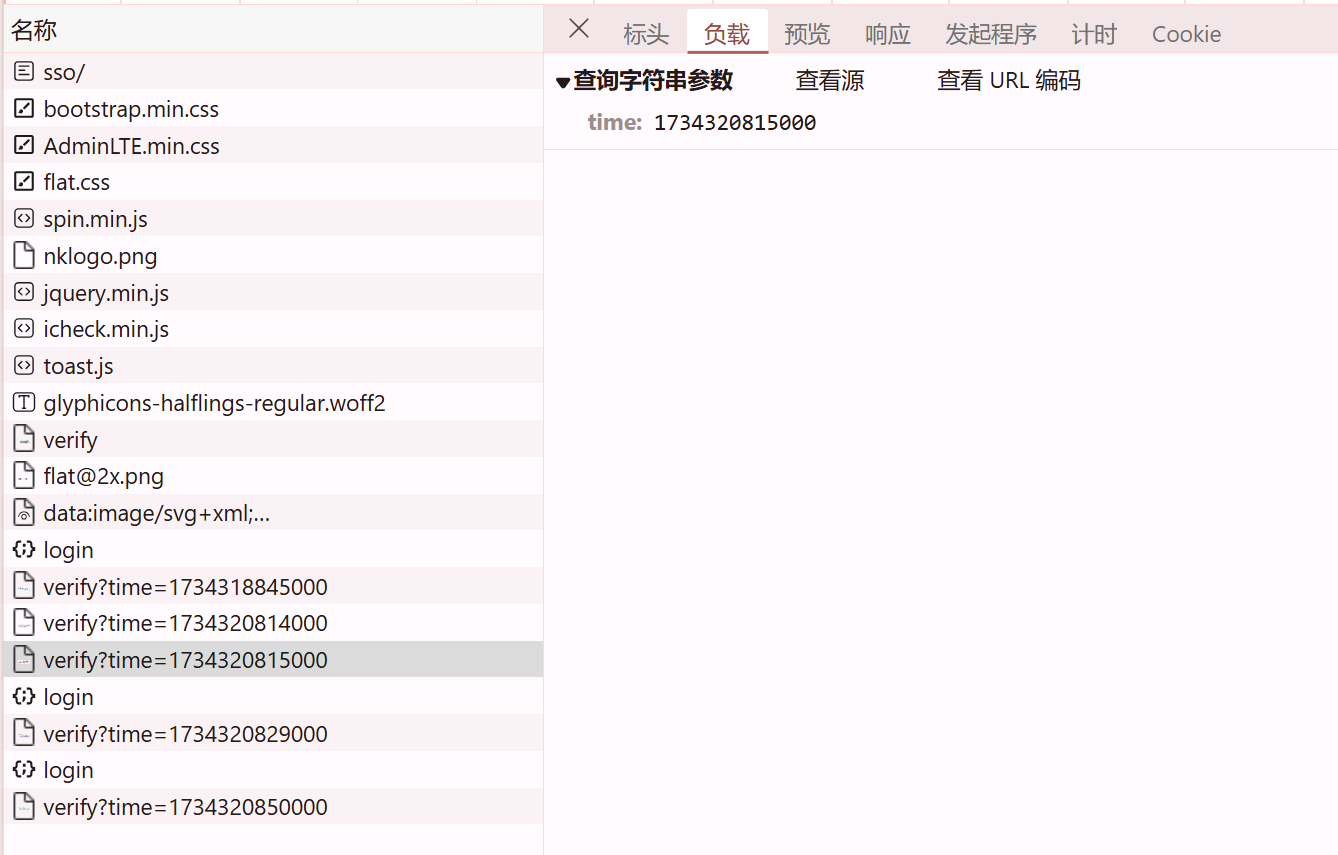 名称
sso/
bootstrap.min.css
AdminLTE.min.css
flat.css
spin.min.js
nklogo.png
jquery.min.js
icheck.min.js
toast.js
glyphicons-halflings-regular.woff2
verify
flat@2x.png
data:image/svg+xml;...
login
verify?time=1734318845000
verify?time=1734320814000
verify?time=1734320815000
login
verify?time=1734320829000
login
verify?time=1734320850000
标头 负载 预览 响应 发起程序 计时 Cookie
查询字符串参数 查看源 查看 URL 编码
time: 1734320815000